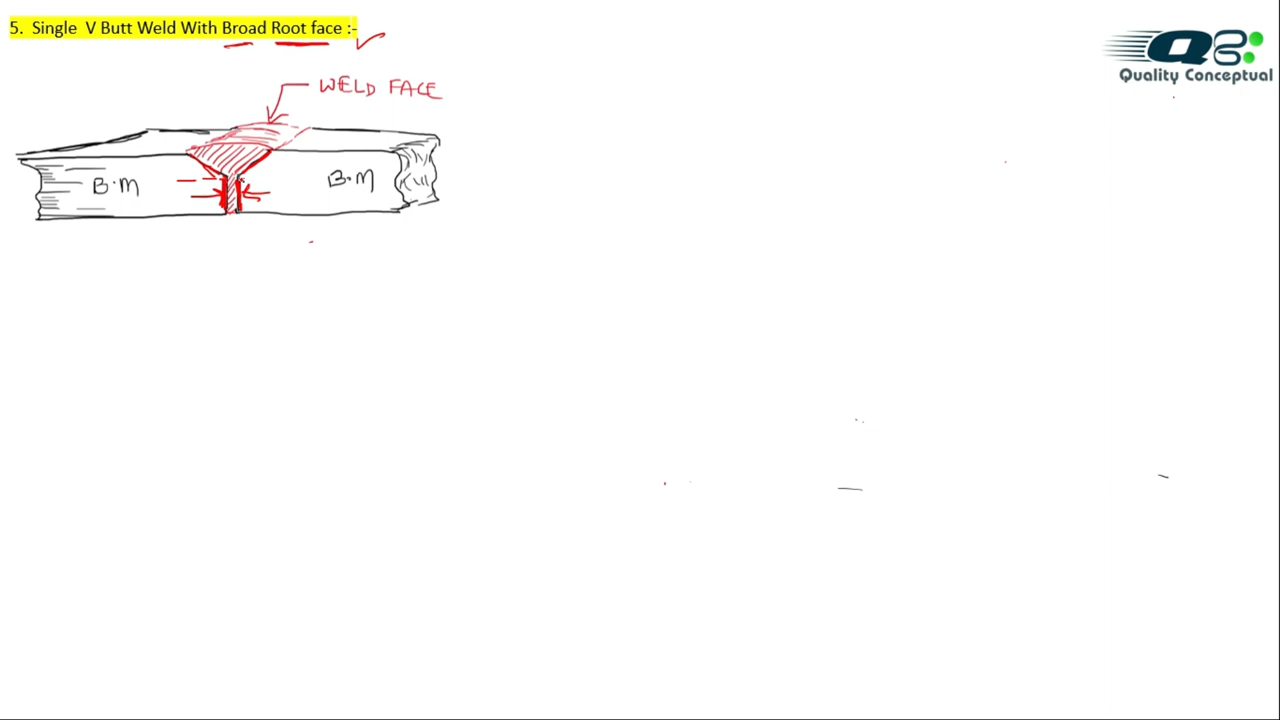 5. Single V Butt Weld With Broad Root face :-
Quality Conceptual
WELD FACE
B.M
B.M